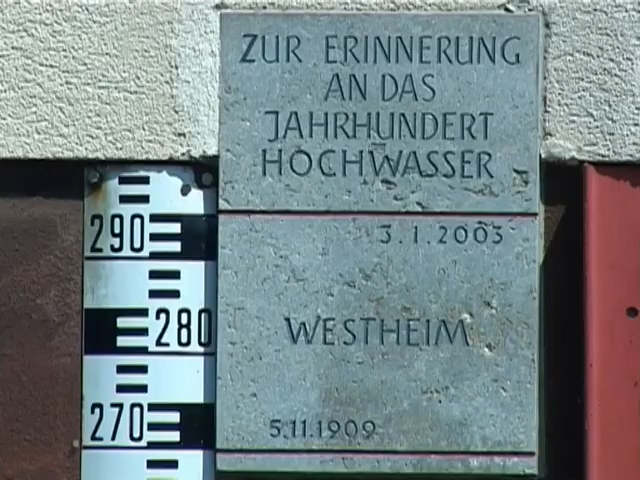 ZUR ERINNERUNG
AN DAS
JAHRHUNDERT
HOCHWASSER
3.1.2003
WESTHEIM
5.11.1909
290
280
270